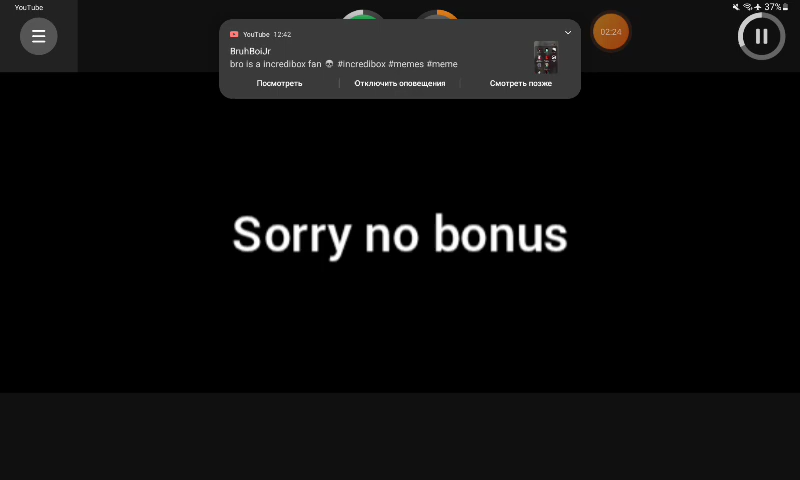 YouTube
37%
YouTube 12:42
BruhBoiJr
bro is a incredibox fan 💀 #incredibox #memes #meme
Посмотреть
Отключить оповещения
Смотреть позже
02:24
Sorry no bonus